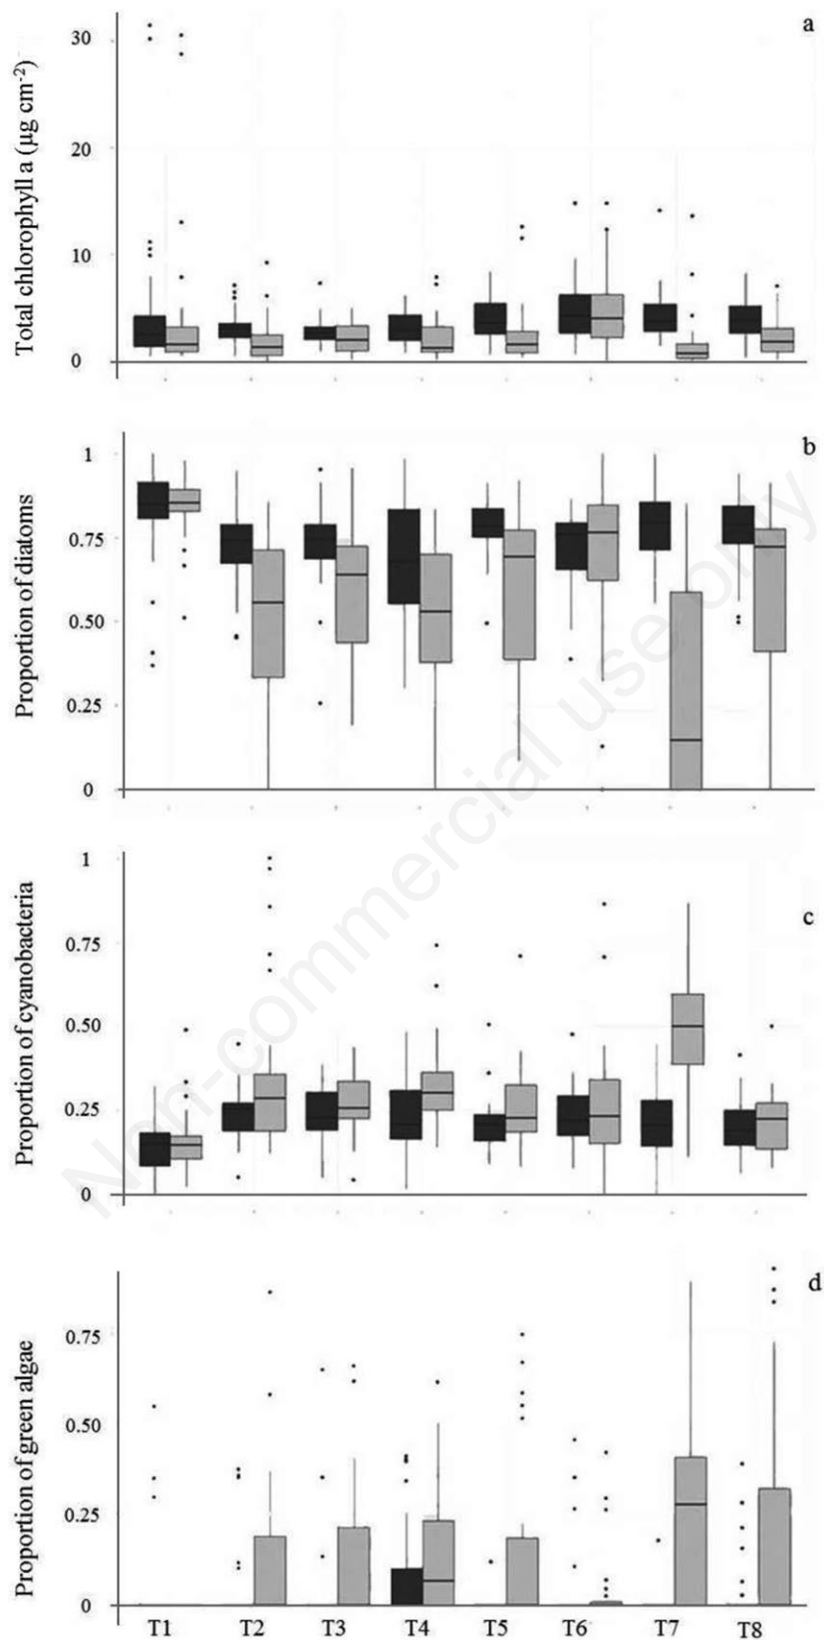 a
Total chlorophyll a (µg cm-2)
30
20
10
0
b
Proportion of diatoms
1
0.75
0.50
0.25
0
c
Proportion of cyanobacteria
1
0.75
0.50
0.25
0
d
Proportion of green algae
0.75
0.50
0.25
0
T1 T2 T3 T4 T5 T6 T7 T8
Non-commercial use only